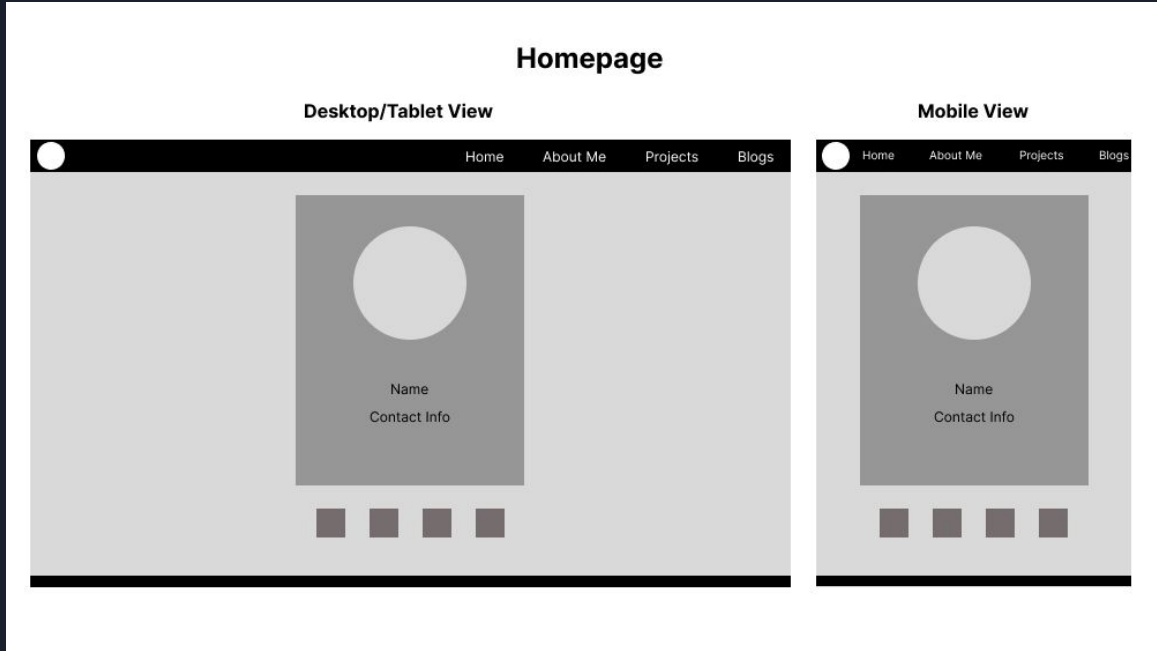 Homepage
Desktop/Tablet View
Home About Me Projects Blogs
Name
Contact Info
Mobile View
Home About Me Projects Blogs
Name
Contact Info